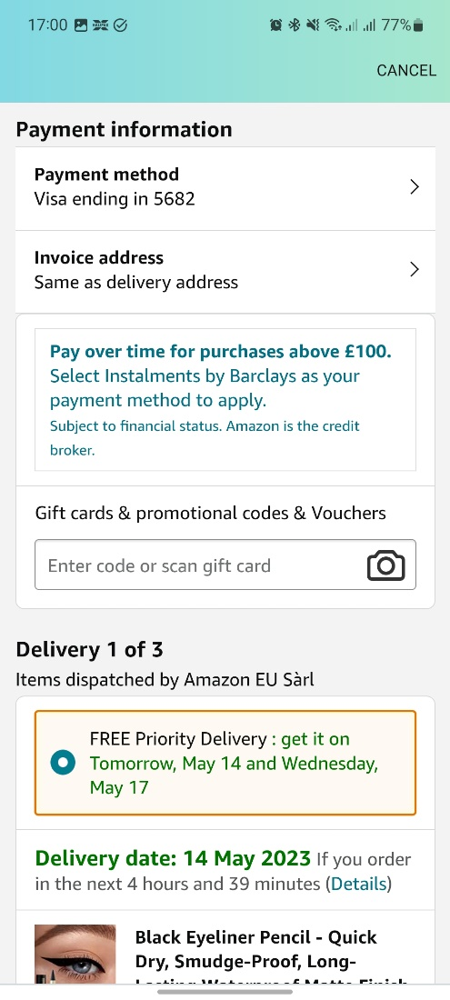 17:00
77%
CANCEL
Payment information
Payment method
Visa ending in 5682
Invoice address
Same as delivery address
Pay over time for purchases above £100.
Select Instalments by Barclays as your
payment method to apply.
Subject to financial status. Amazon is the credit
broker.
Gift cards & promotional codes & Vouchers
Enter code or scan gift card
Delivery 1 of 3
Items dispatched by Amazon EU Sàrl
FREE Priority Delivery : get it on
Tomorrow, May 14 and Wednesday,
May 17
Delivery date: 14 May 2023 If you order
in the next 4 hours and 39 minutes (Details)
Black Eyeliner Pencil - Quick
Dry, Smudge-Proof, Long-
Lasting Waterproof Matte Finish